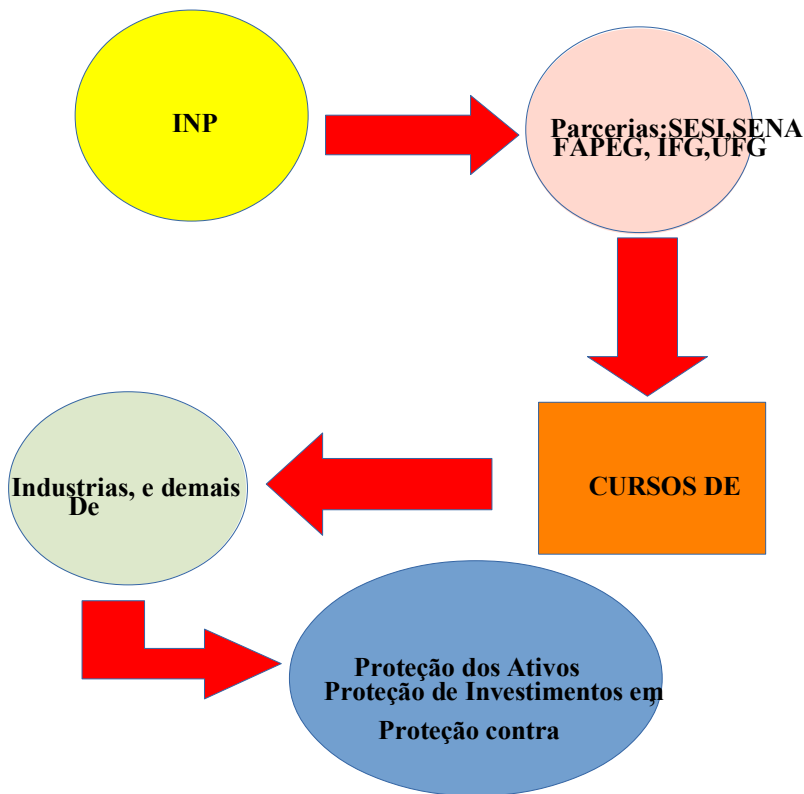 INP
Parcerias:SESI,SENA
FAPEG, IFG,UFG
CURSOS DE
Industrias, e demais
De
Proteção dos Ativos
Proteção de Investimentos em,
Proteção contra